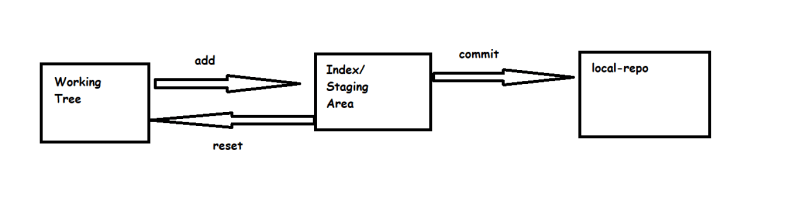 add
commit
Working
Tree
Index/
Staging
Area
local-repo
reset